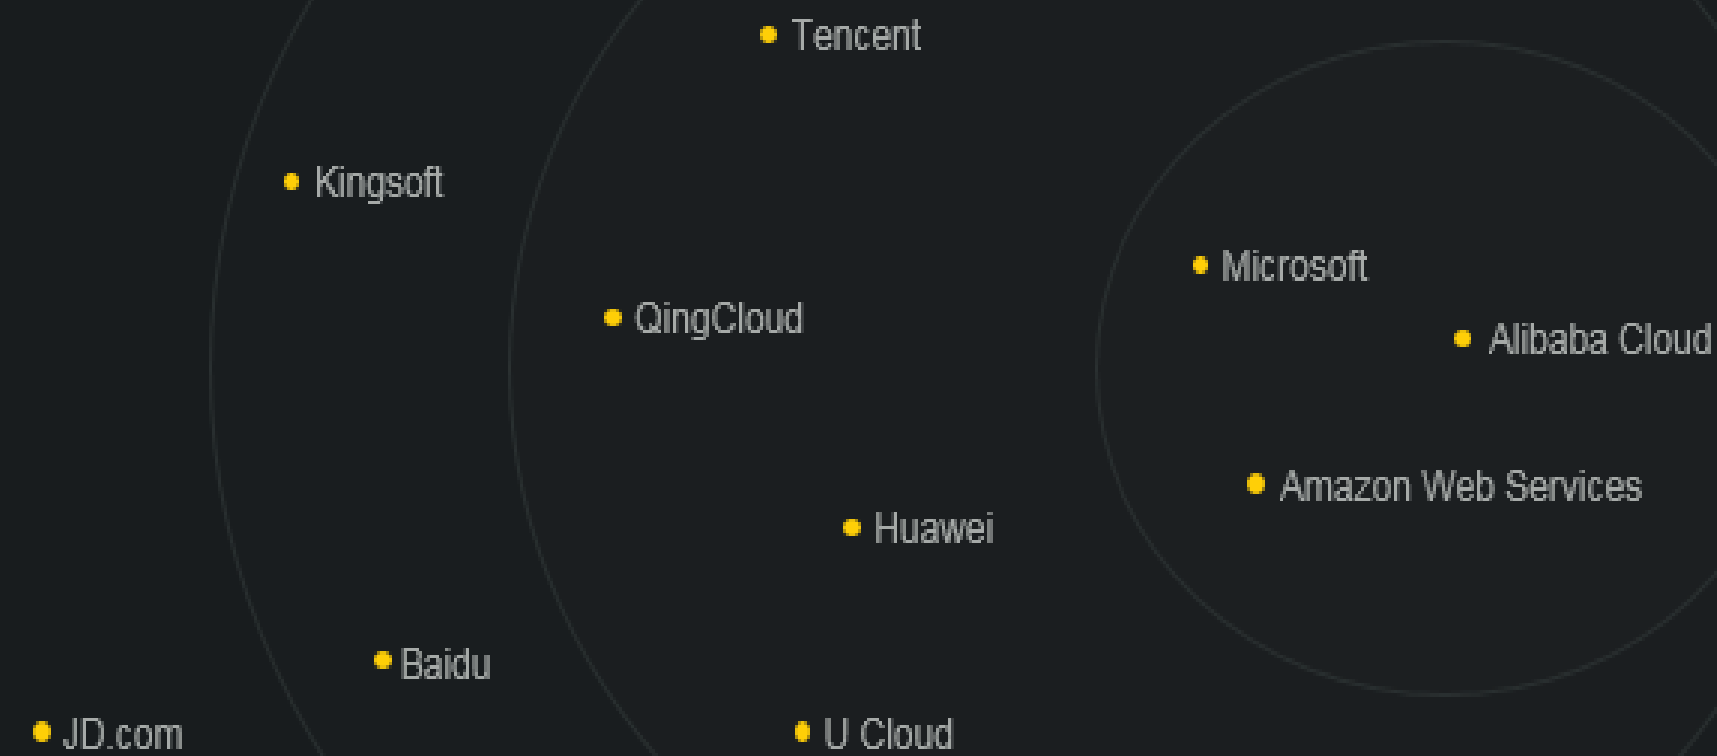 Tencent
Kingsoft
Microsoft
QingCloud
Alibaba Cloud
Amazon Web Services
Huawei
Baidu
JD.com
U Cloud